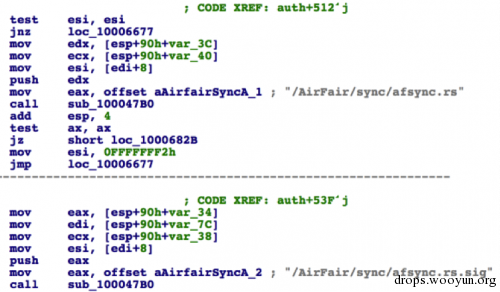 ; CODE XREF: auth+512↑j
test esi, esi
jnz loc_10006677
mov edx, [esp+90h+var_3C]
mov ecx, [esp+90h+var_40]
mov esi, [edi+8]
push edx
mov eax, offset aAirfairSyncA_1 ; "/AirFair/sync/afsync.rs"
call sub_100047B0
add esp, 4
test ax, ax
jz short loc_1000682B
mov esi, 0FFFFFFF2h
jmp loc_10006677
; CODE XREF: auth+53F↑j
mov eax, [esp+90h+var_34]
mov edi, [esp+90h+var_7C]
mov ecx, [esp+90h+var_38]
mov esi, [edi+8]
push eax
mov eax, offset aAirfairSyncA_2 ; "/AirFair/sync/afsync.rs.sig"
call sub_100047B0
drops.wooyun.org